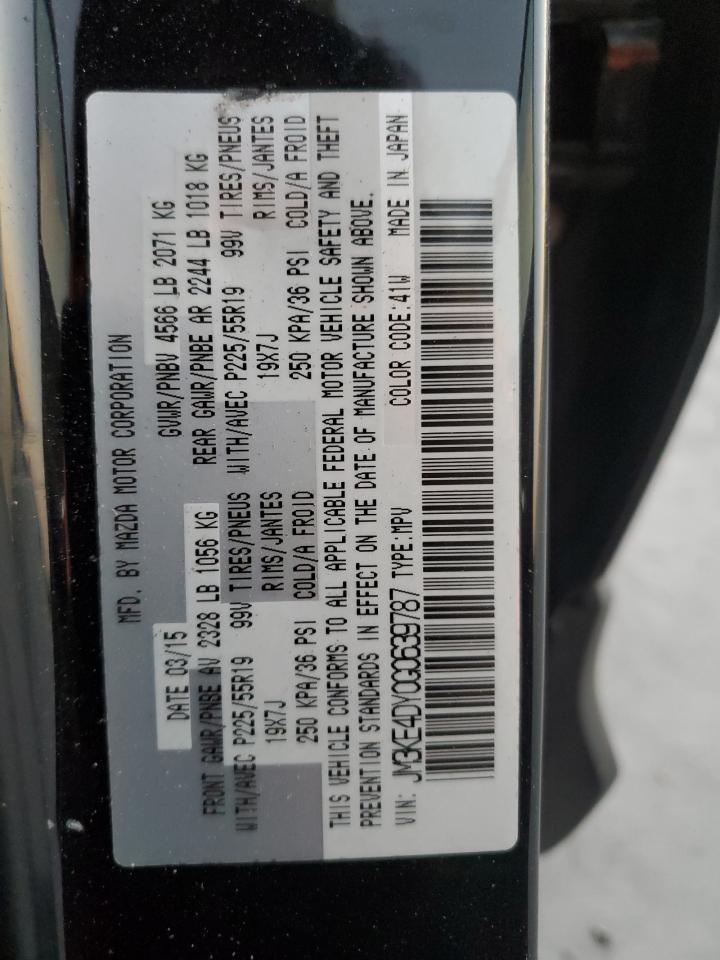 MFD. BY MAZDA MOTOR CORPORATION
DATE 03/15 GVWR/PNBV 4566 LB 2071 KG
FRONT GAWR/PNBE AV 2328 LB 1056 KG REAR GAWR/PNBE AR 2244 LB 1018 KG
WITH/AVEC P225/55R19 99V TIRES/PNEUS WITH/AVEC P225/55R19 99V TIRES/PNEUS
19X7J RIMS/JANTES 19X7J RIMS/JANTES
250 KPA/36 PSI COLD/A FROID 250 KPA/36 PSI COLD/A FROID
THIS VEHICLE CONFORMS TO ALL APPLICABLE FEDERAL MOTOR VEHICLE SAFETY AND THEFT
PREVENTION STANDARDS IN EFFECT ON THE DATE OF MANUFACTURE SHOWN ABOVE.
VIN: JM3KE4DY0G0639787 TYPE:MPV COLOR CODE:41W MADE IN JAPAN